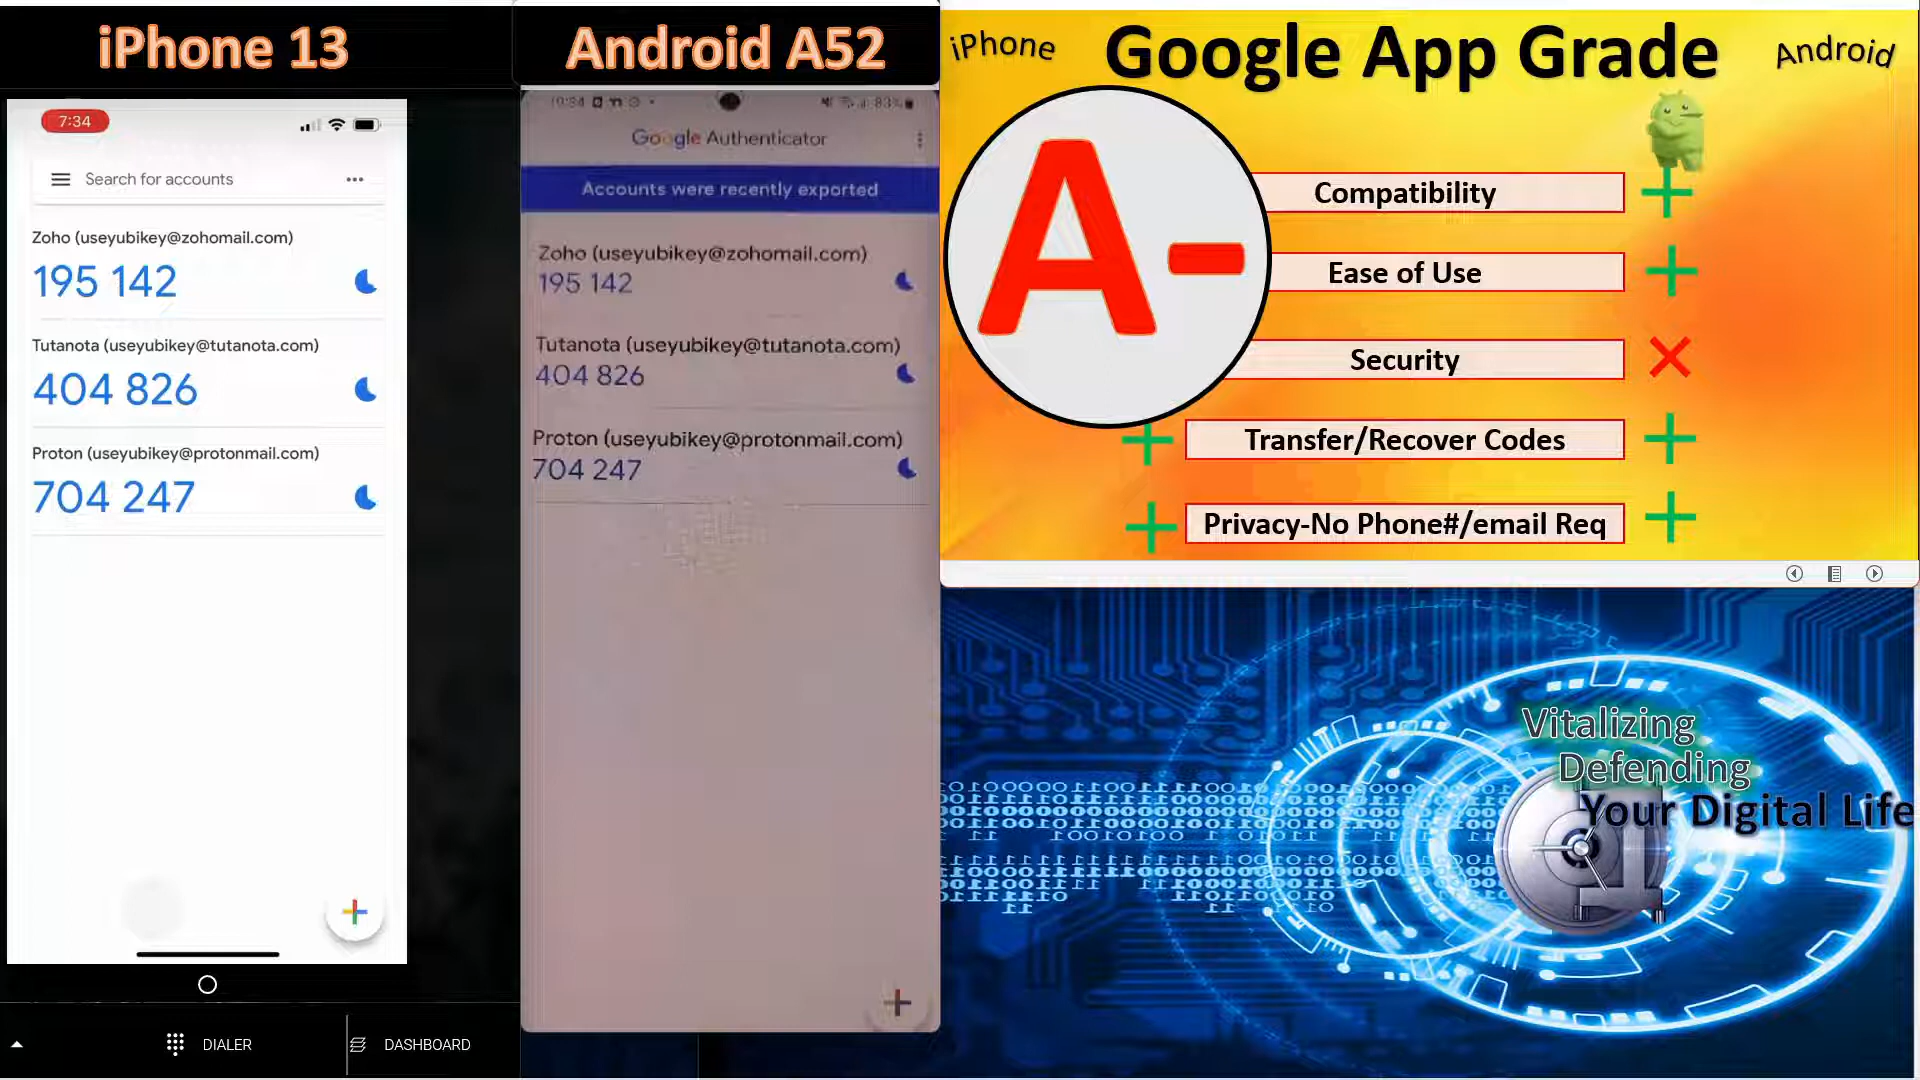 iPhone 13
7:34
Search for accounts
Zoho (useyubikey@zohomail.com)
195 142
Tutanota (useyubikey@tutanota.com)
404 826
Proton (useyubikey@protonmail.com)
704 247
DIALER
DASHBOARD
Android A52
10:34
83%
Google Authenticator
Accounts were recently exported
Zoho (useyubikey@zohomail.com)
195 142
Tutanota (useyubikey@tutanota.com)
404 826
Proton (useyubikey@protonmail.com)
704 247
iPhone
Google App Grade
Android
A-
Compatibility
Ease of Use
Security
Transfer/Recover Codes
Privacy-No Phone#/email Req
Vitalizing
Defending
Your Digital Life